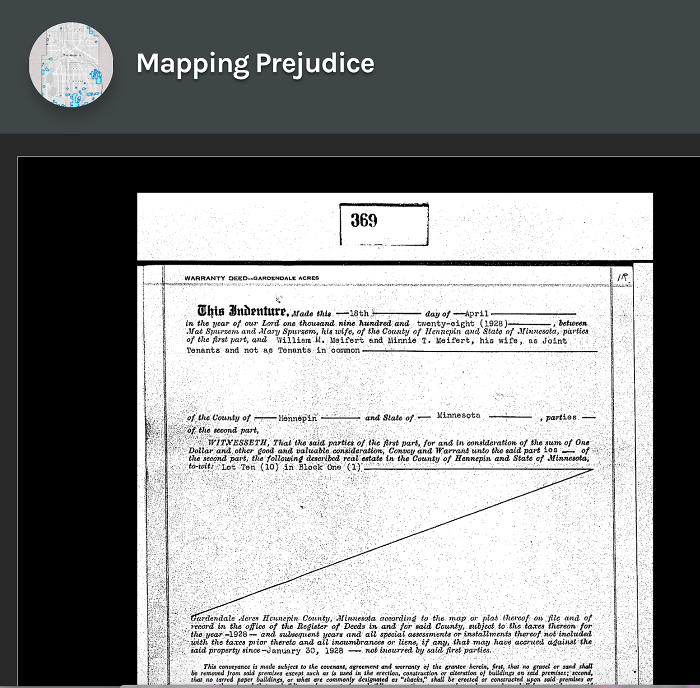 Mapping Prejudice
369
WARRANTY DEED--GARDENDALE ACRES
This Indenture, Made this 18th day of April
in the year of our Lord one thousand nine hundred and twenty-eight (1928), between
Mat Spurzem and Mary Spurzem, his wife, of the County of Hennepin and State of Minnesota, parties
of the first part, and William M. Meifert and Minnie T. Meifert, his wife, as Joint
Tenants and not as Tenants in common
of the County of Hennepin and State of Minnesota, parties
of the second part,
WITNESSETH, That the said parties of the first part, for and in consideration of the sum of One
Dollar and other good and valuable consideration, Convey and Warrant unto the said part ies of
the second part, the following described real estate in the County of Hennepin and State of Minnesota,
to-wit: Lot Ten (10) in Block One (1)
Gardendale Acres Hennepin County, Minnesota according to the map or plat thereof on file and of
record in the office of the Register of Deeds in and for said County, subject to the taxes thereon for
the year 1928 and subsequent years and all special assessments or installments thereof not included
with the taxes prior thereto and all incumbrances or liens, if any, that may have accrued against the
said property since January 30, 1928 not incurred by said first parties.
This conveyance is made subject to the covenant, agreement and warranty of the grantee herein, first, that no gravel or sand shall
be removed from said premises except such as is used in the erection, construction or alteration of buildings on said premises; second,
that no tarred paper buildings, or what are commonly designated as "shacks," shall be erected or constructed upon said premises or